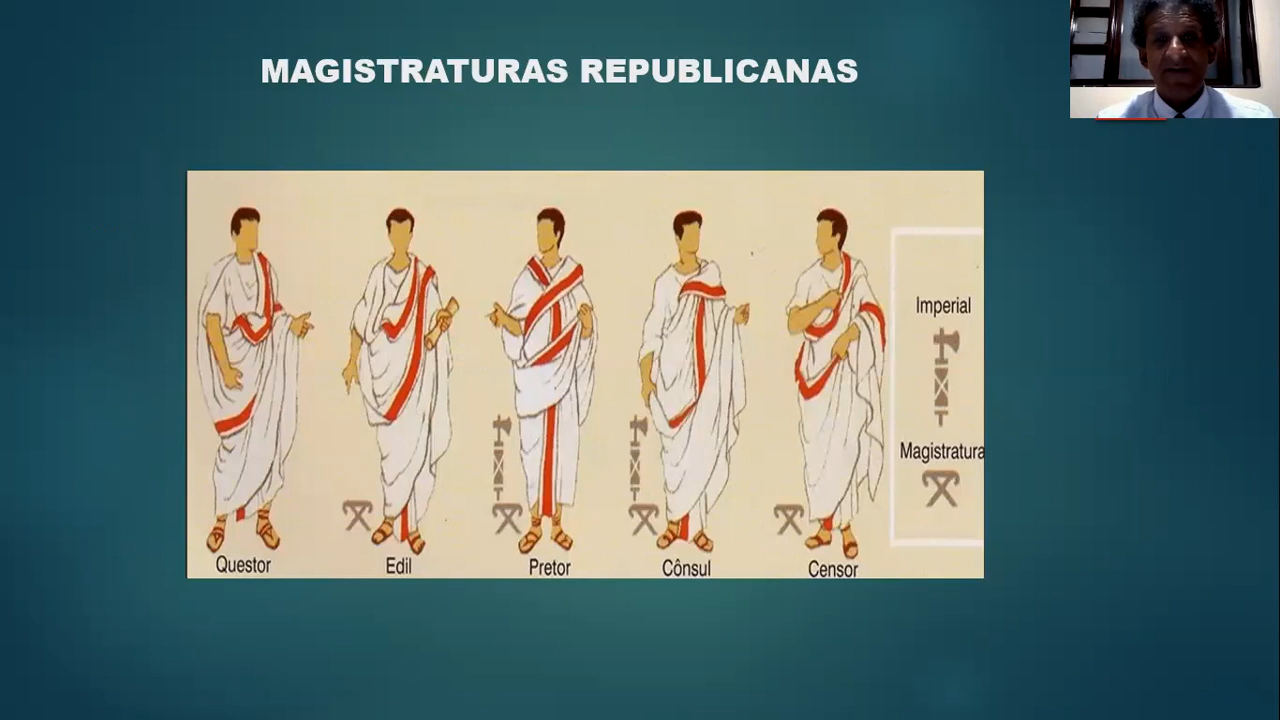 MAGISTRATURAS REPUBLICANAS
Imperial
Magistratura
Questor
Edil
Pretor
Cônsul
Censor